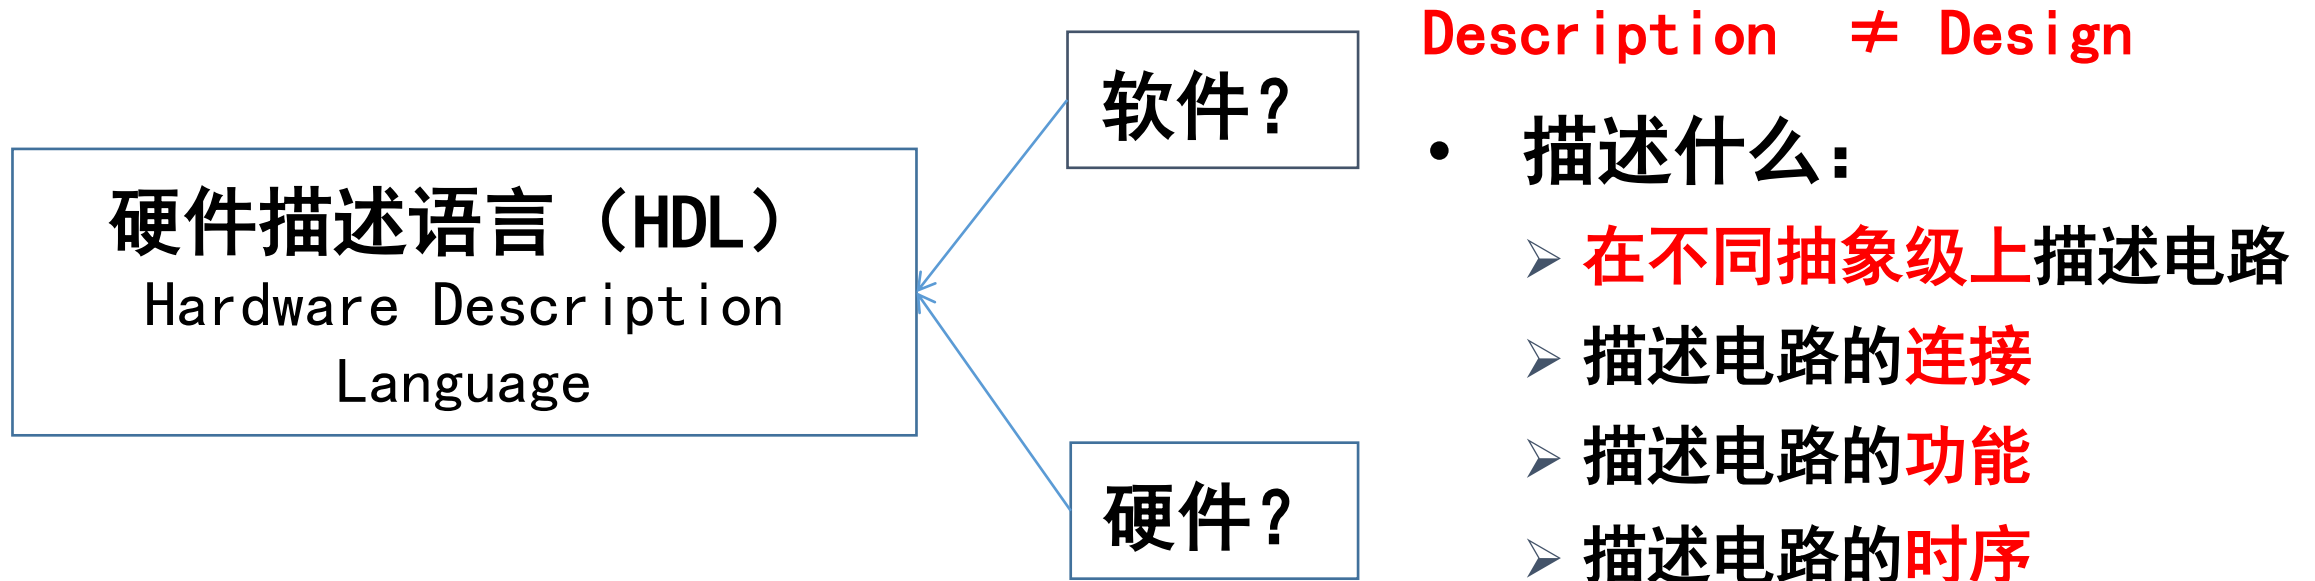 硬件描述语言（HDL）
Hardware Description
Language
软件？
硬件？
Description ≠ Design
• 描述什么：
➢ 在不同抽象级上描述电路
➢ 描述电路的连接
➢ 描述电路的功能
➢ 描述电路的时序